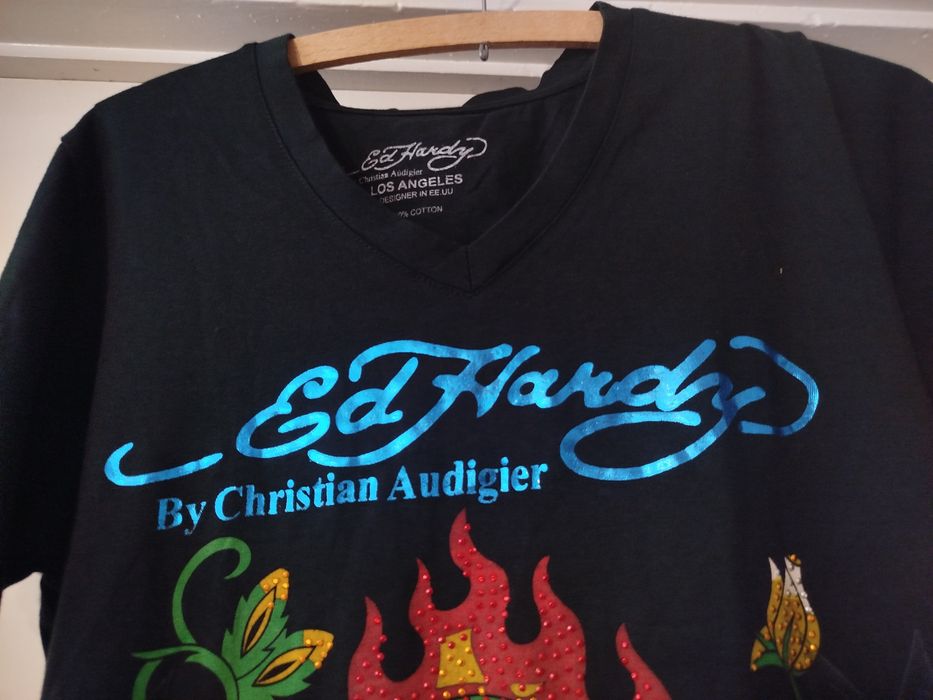 Ed Hardy
Christian Audigier
LOS ANGELES
DESIGNER IN EE.UU
% COTTON
Ed Hardy
By Christian Audigier